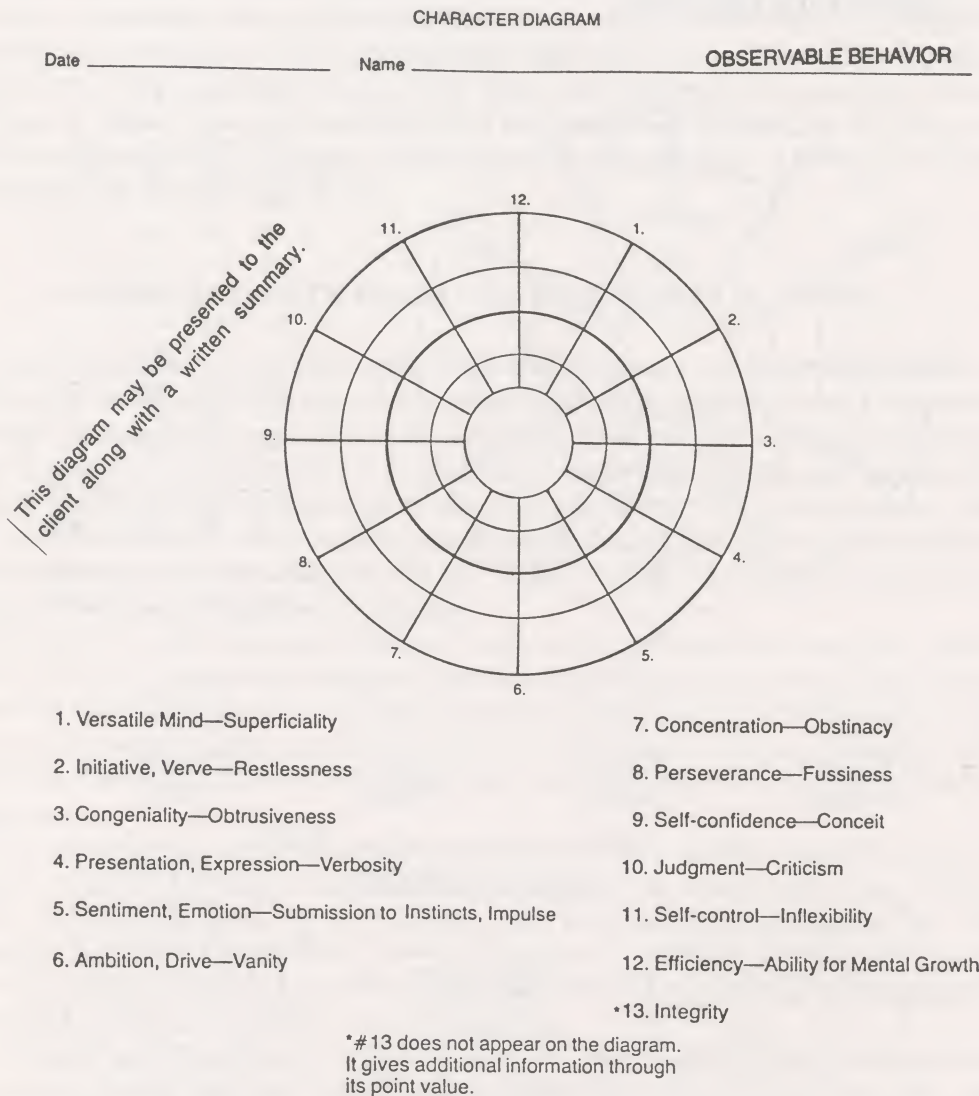 CHARACTER DIAGRAM
Date
Name
OBSERVABLE BEHAVIOR
This diagram may be presented to the
client along with a written summary.
12.
1.
2.
3.
4.
5.
6.
7.
8.
9.
10.
11.
1. Versatile Mind—Superficiality
2. Initiative, Verve—Restlessness
3. Congeniality—Obtrusiveness
4. Presentation, Expression—Verbosity
5. Sentiment, Emotion—Submission to Instincts, Impulse
6. Ambition, Drive—Vanity
7. Concentration—Obstinacy
8. Perseverance—Fussiness
9. Self-confidence—Conceit
10. Judgment—Criticism
11. Self-control—Inflexibility
12. Efficiency—Ability for Mental Growth
*13. Integrity
*#13 does not appear on the diagram.
It gives additional information through
its point value.